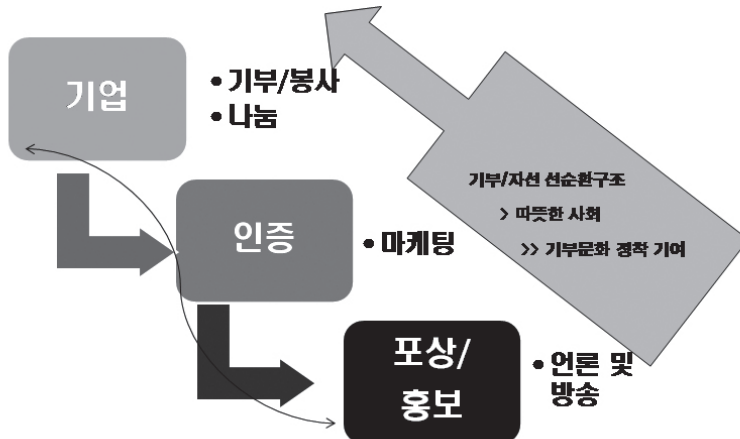 기업
• 기부/봉사
• 나눔
인증
• 마케팅
포상/
홍보
• 언론 및
방송
기부/자선 선순환구조
> 따뜻한 사회
>> 기부문화 정착 기여